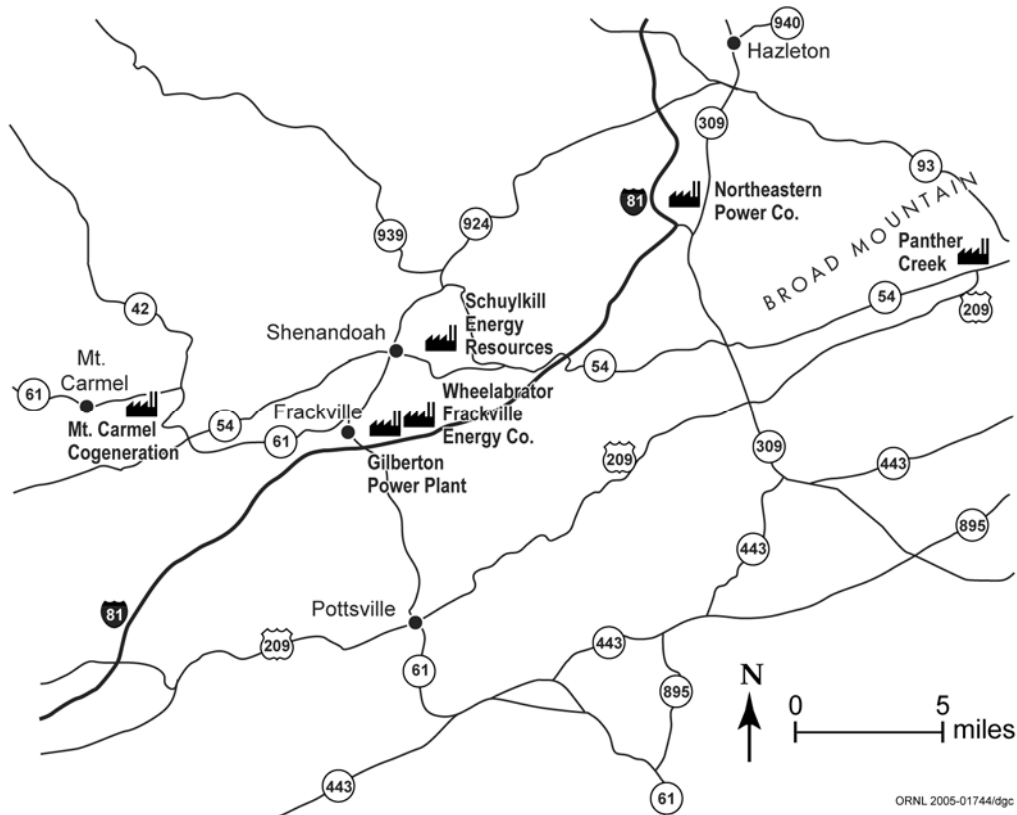 940
Hazleton
309
93
81
Northeastern
Power Co.
BROAD MOUNTAIN
939
924
Panther
Creek
54
209
42
Schuylkill
Energy
Resources
Shenandoah
54
Mt.
Carmel
61
Wheelabrator
Frackville
Energy Co.
Frackville
54
61
Mt. Carmel
Cogeneration
Gilberton
Power Plant
209
309
443
895
443
81
Pottsville
209
443
61
895
N
0 5
miles
443
61
ORNL 2005-01744/dgc